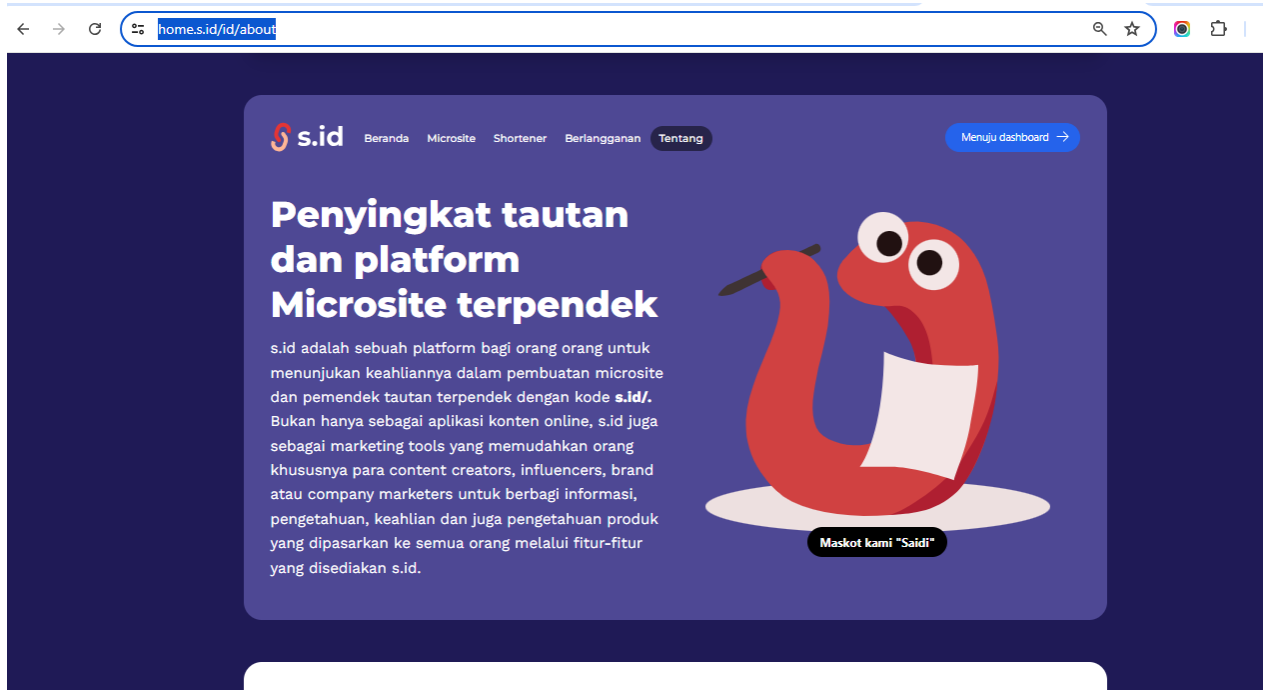 home.s.id/id/about
s.id
Beranda
Microsite
Shortener
Berlangganan
Tentang
Menuju dashboard
Penyingkat tautan
dan platform
Microsite terpendek
s.id adalah sebuah platform bagi orang orang untuk
menunjukan keahliannya dalam pembuatan microsite
dan pemendek tautan terpendek dengan kode s.id/.
Bukan hanya sebagai aplikasi konten online, s.id juga
sebagai marketing tools yang memudahkan orang
khususnya para content creators, influencers, brand
atau company marketers untuk berbagi informasi,
pengetahuan, keahlian dan juga pengetahuan produk
yang dipasarkan ke semua orang melalui fitur-fitur
yang disediakan s.id.
Maskot kami "Saidi"